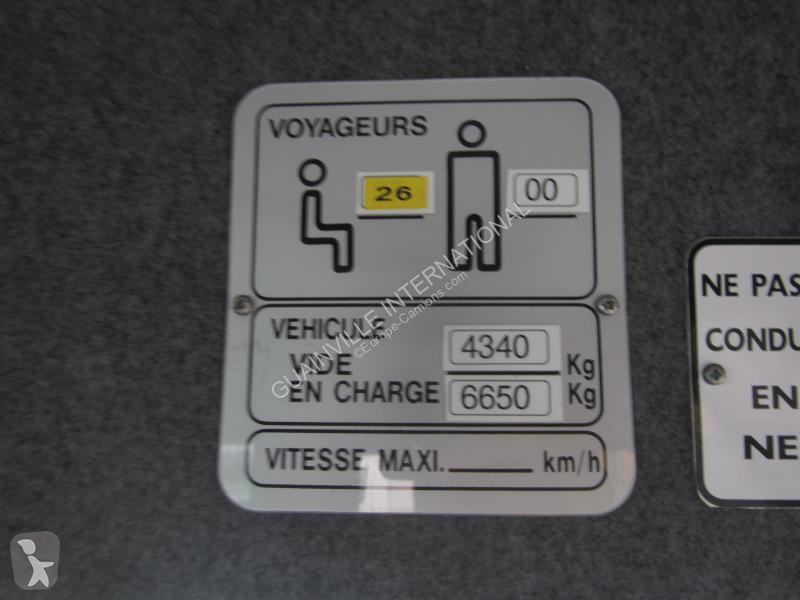 VOYAGEURS
26
00
VEHICULE
VIDE 4340 Kg
EN CHARGE 6650 Kg
VITESSE MAXI. km/h
NE PAS
CONDU
EN
NE
GUAINVILLE INTERNATIONAL
©Europe-Camions.com